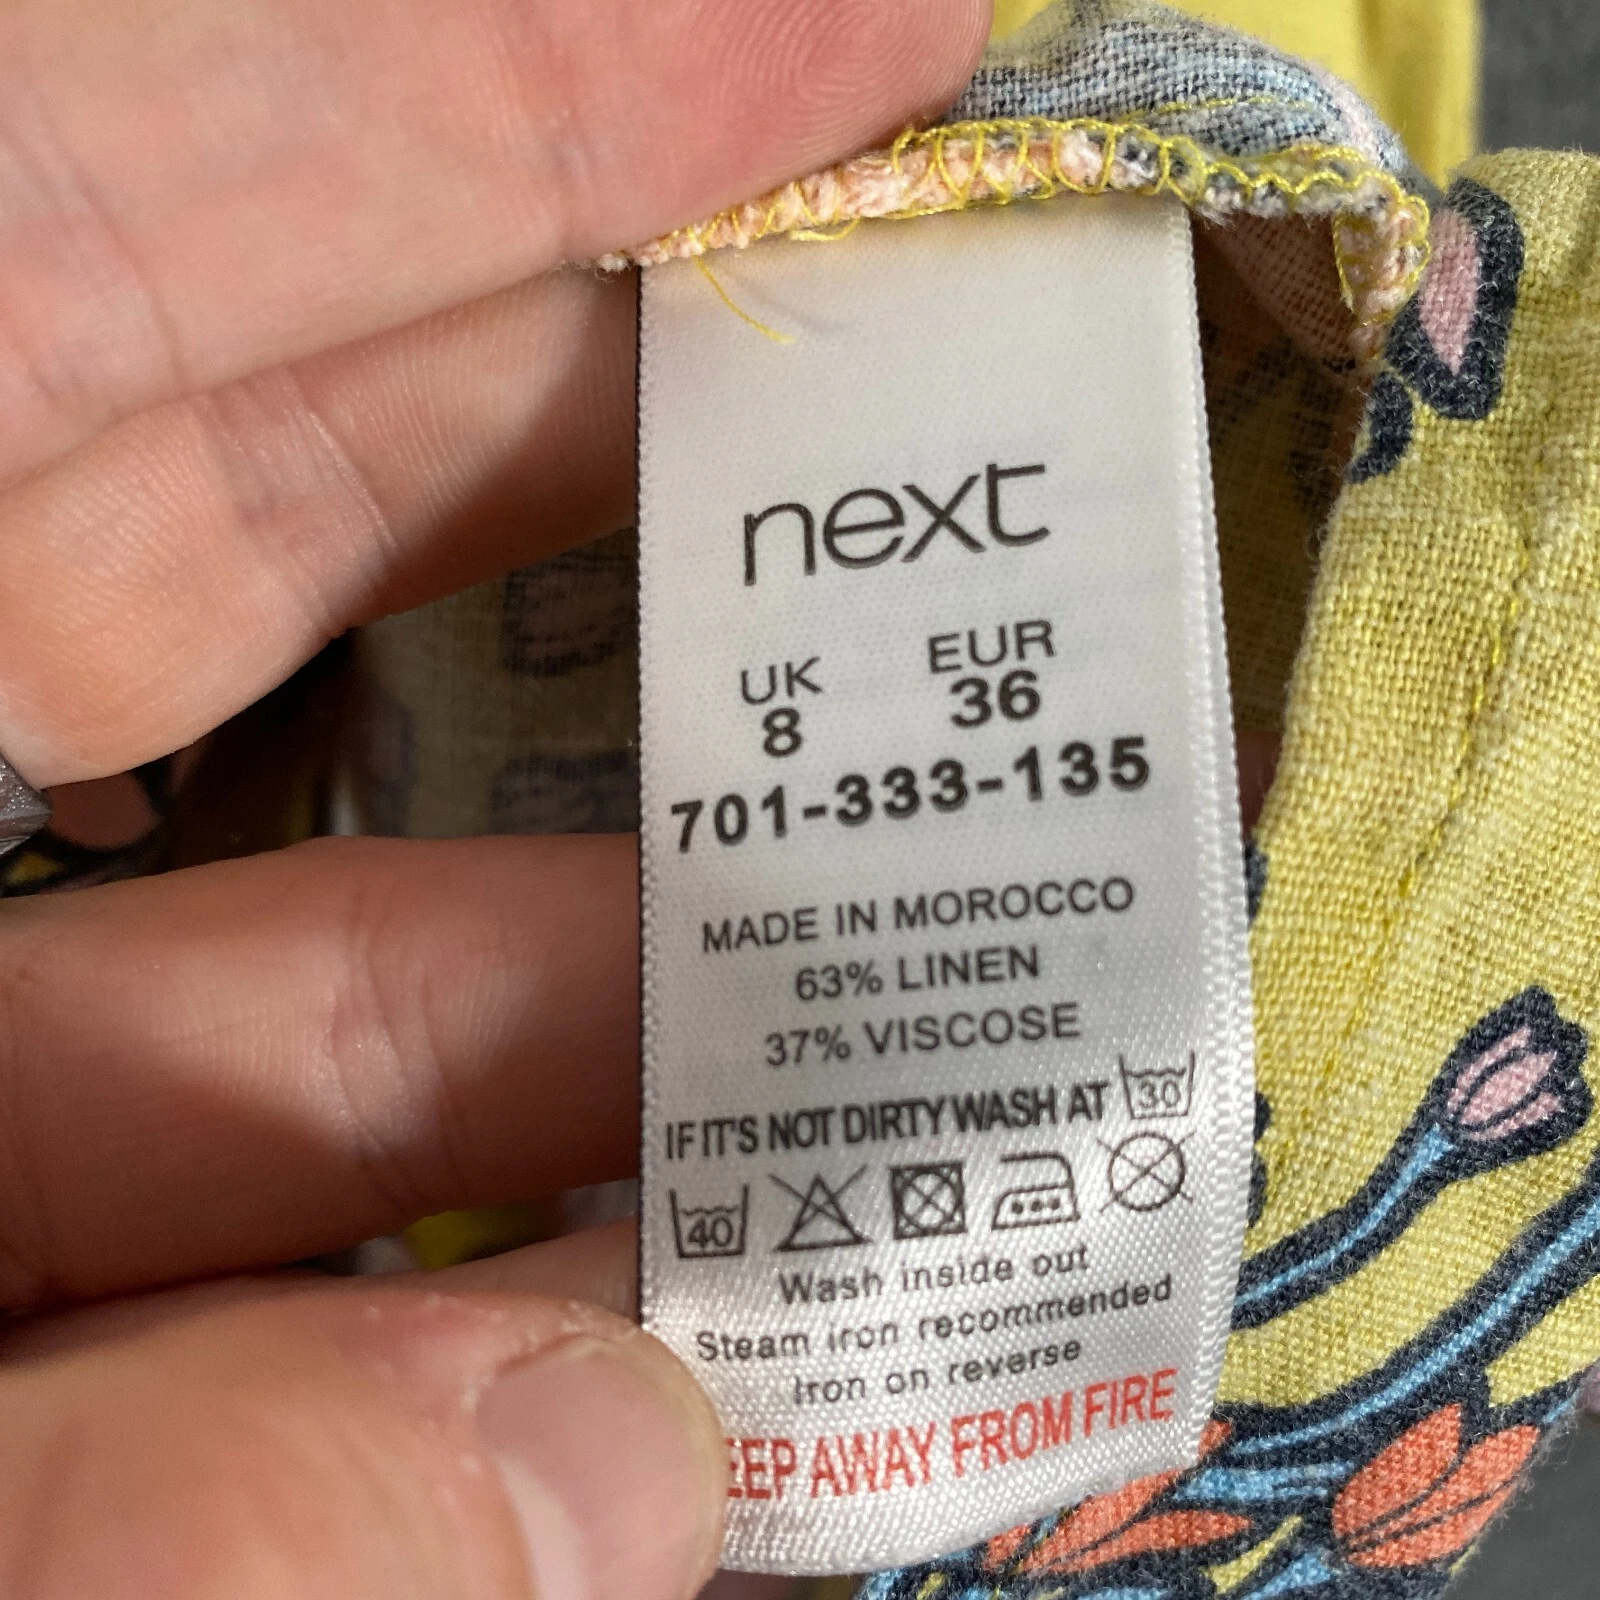 next
UK EUR
8 36
701-333-135
MADE IN MOROCCO
63% LINEN
37% VISCOSE
IF IT'S NOT DIRTY WASH AT 30
40
Wash inside out
Steam iron recommended
Iron on reverse
EEP AWAY FROM FIRE